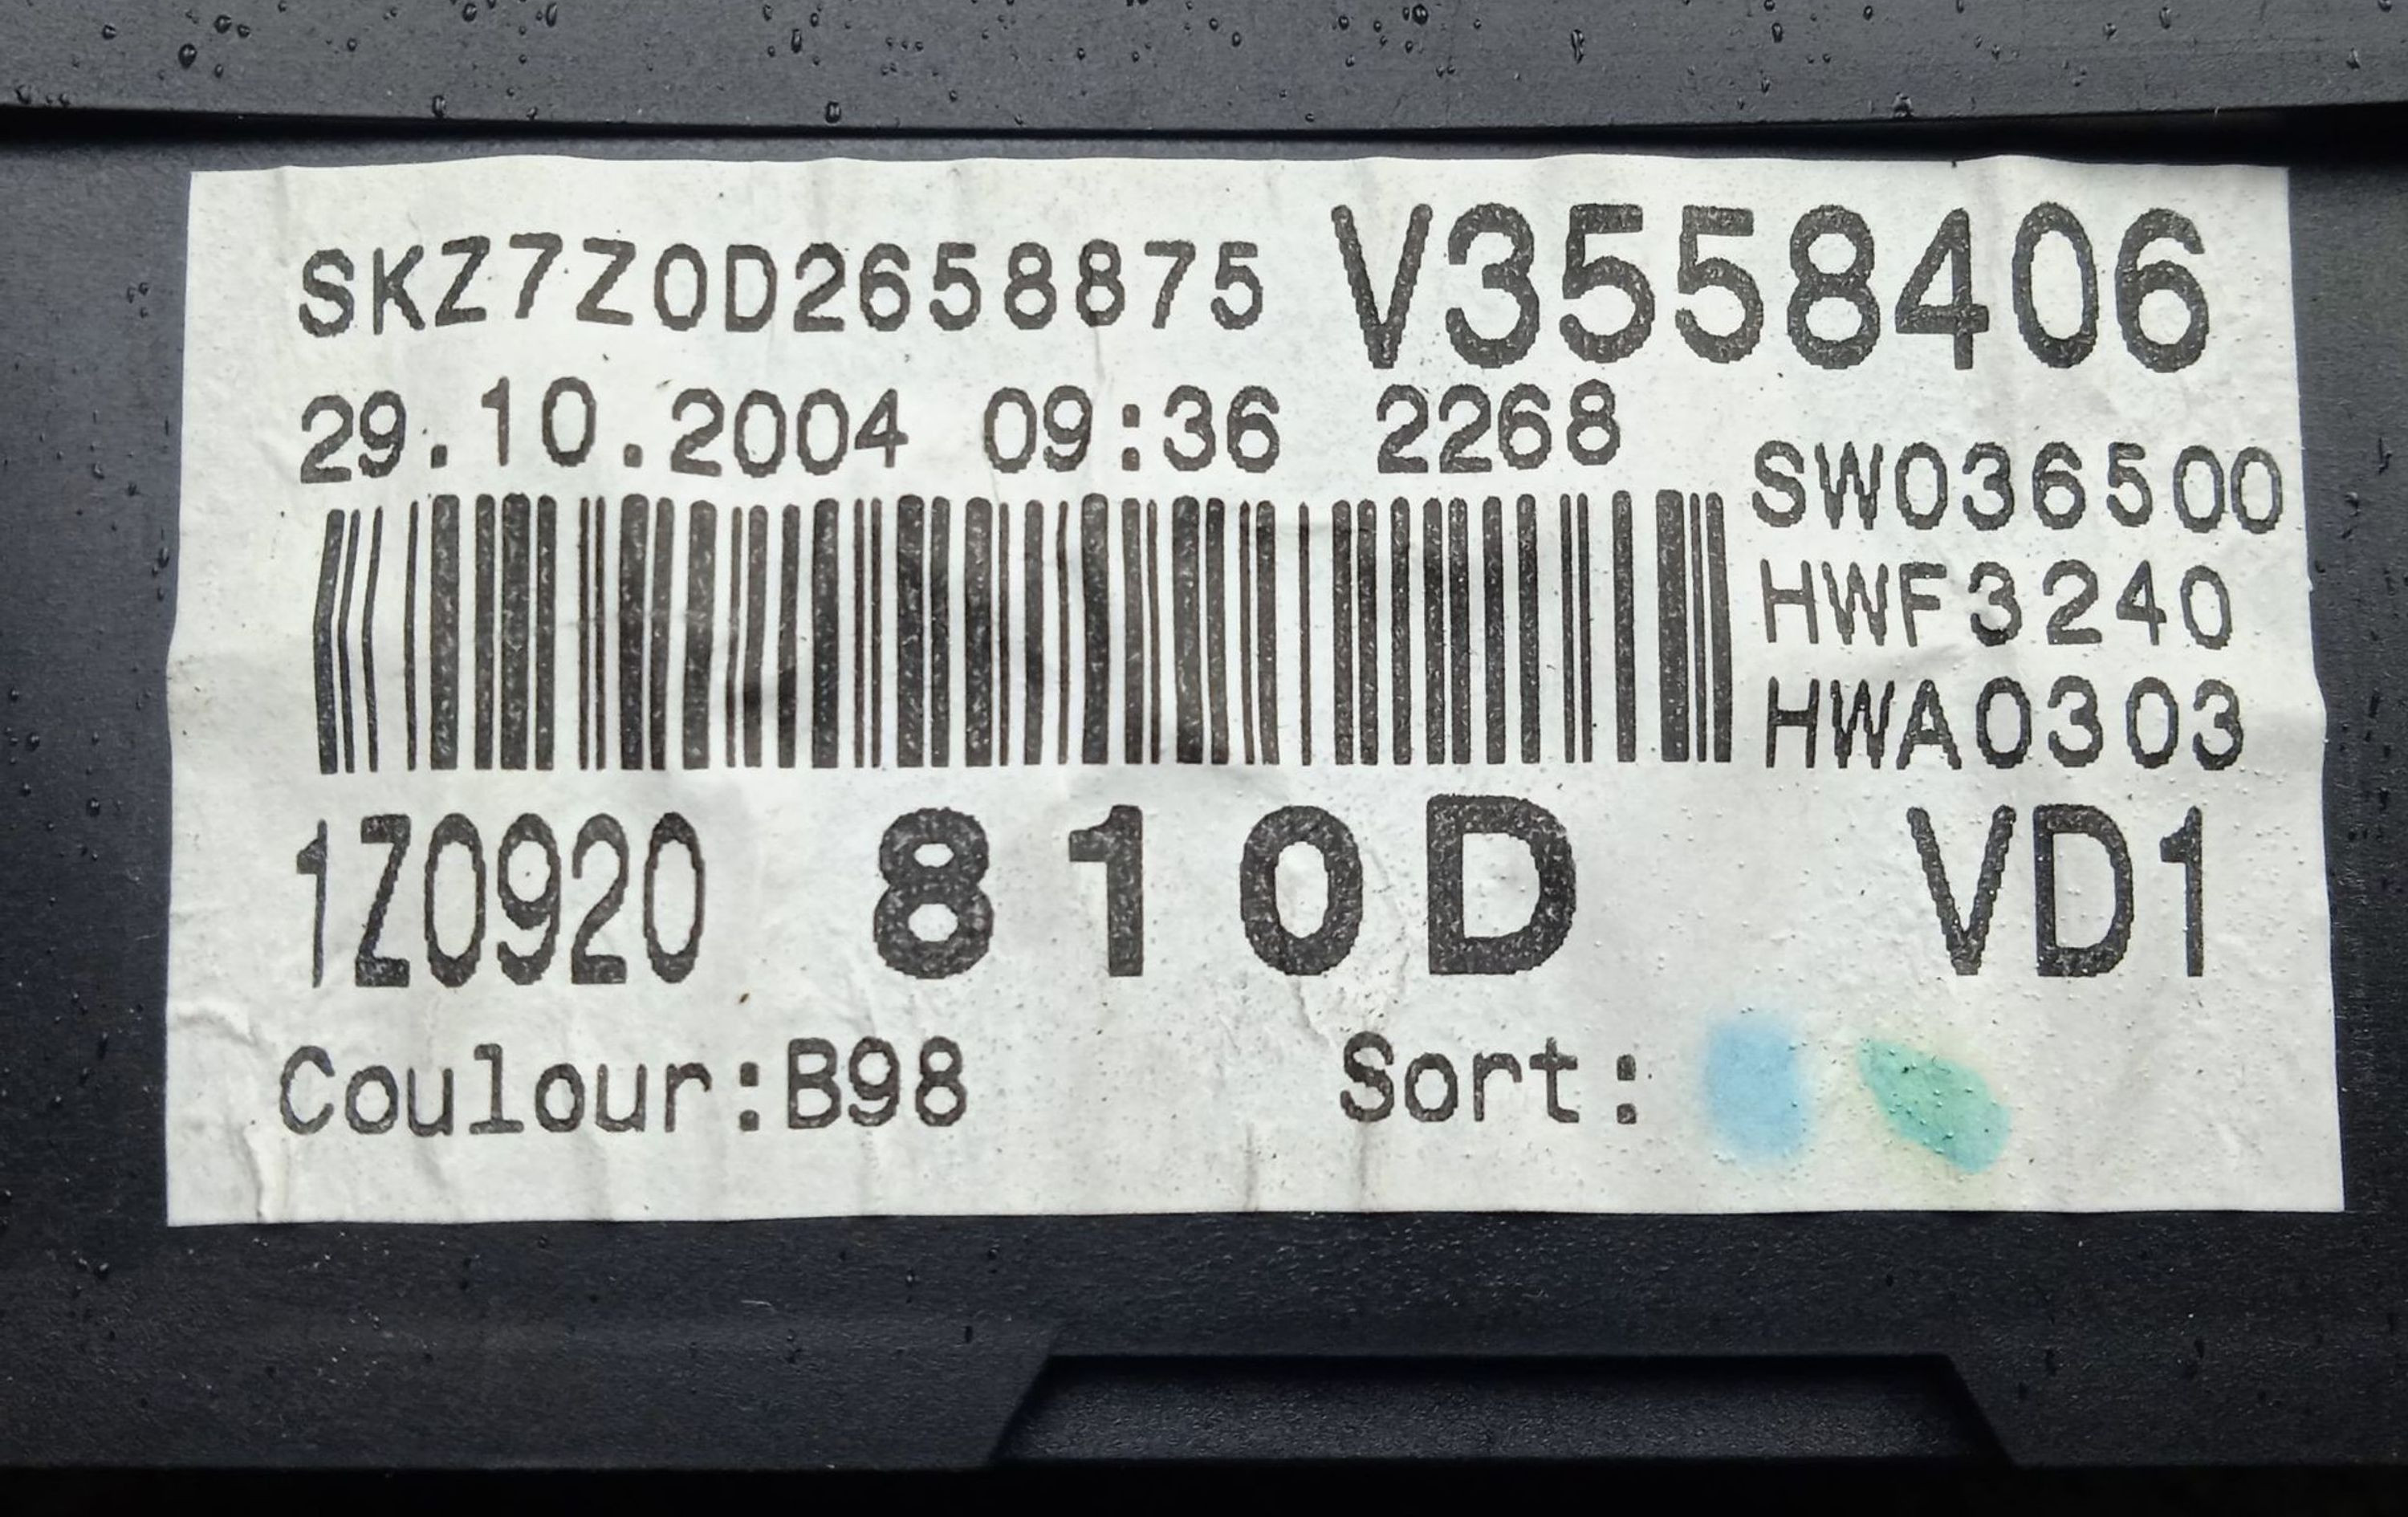 SKZ7Z0D2658875 V3558406
29.10.2004 09:36 2268
SW036500
HWF3240
HWA0303
1Z0920 810D VD1
Coulour:B98 Sort: